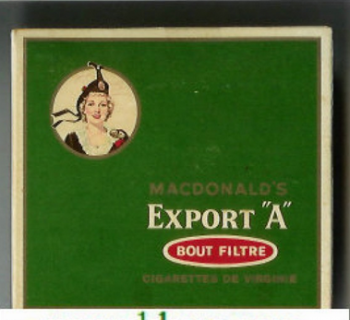 MACDONALD'S
EXPORT "A"
BOUT FILTRE
CIGARETTES DE VIRGINIE